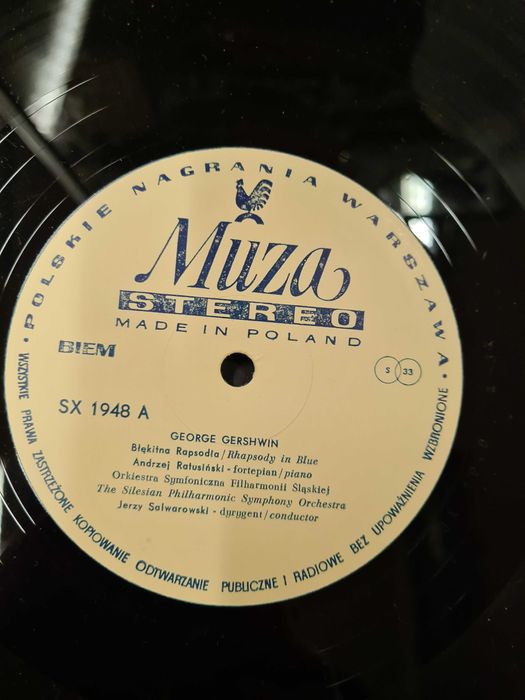 POLSKIE NAGRANIA WARSZAWA
Muza
STEREO
MADE IN POLAND
BIEM
S 33
SX 1948 A
GEORGE GERSHWIN
Błękitna Rapsodia/Rhapsody in Blue
Andrzej Ratusiński - fortepian/piano
Orkiestra Symfoniczna Filharmonii Śląskiej
The Silesian Philharmonic Symphony Orchestra
Jerzy Salwarowski - dyrygent/conductor
• WSZYSTKIE PRAWA ZASTRZEŻONE KOPIOWANIE ODTWARZANIE PUBLICZNE I RADIOWE BEZ UPOWAŻNIENIA WZBRONIONE •